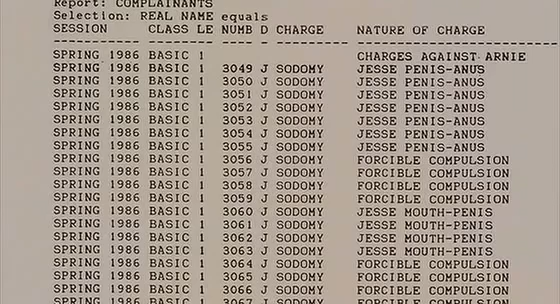 Report: COMPLAINANTS
Selection: REAL NAME equals
SESSION CLASS LE NUMB D CHARGE NATURE OF CHARGE
SPRING 1986 BASIC 1 CHARGES AGAINST ARNIE
SPRING 1986 BASIC 1 3049 J SODOMY JESSE PENIS-ANUS
SPRING 1986 BASIC 1 3050 J SODOMY JESSE PENIS-ANUS
SPRING 1986 BASIC 1 3051 J SODOMY JESSE PENIS-ANUS
SPRING 1986 BASIC 1 3052 J SODOMY JESSE PENIS-ANUS
SPRING 1986 BASIC 1 3053 J SODOMY JESSE PENIS-ANUS
SPRING 1986 BASIC 1 3054 J SODOMY JESSE PENIS-ANUS
SPRING 1986 BASIC 1 3055 J SODOMY JESSE PENIS-ANUS
SPRING 1986 BASIC 1 3056 J SODOMY FORCIBLE COMPULSION
SPRING 1986 BASIC 1 3057 J SODOMY FORCIBLE COMPULSION
SPRING 1986 BASIC 1 3058 J SODOMY FORCIBLE COMPULSION
SPRING 1986 BASIC 1 3059 J SODOMY FORCIBLE COMPULSION
SPRING 1986 BASIC 1 3060 J SODOMY JESSE MOUTH-PENIS
SPRING 1986 BASIC 1 3061 J SODOMY JESSE MOUTH-PENIS
SPRING 1986 BASIC 1 3062 J SODOMY JESSE MOUTH-PENIS
SPRING 1986 BASIC 1 3063 J SODOMY JESSE MOUTH-PENIS
SPRING 1986 BASIC 1 3064 J SODOMY FORCIBLE COMPULSION
SPRING 1986 BASIC 1 3065 J SODOMY FORCIBLE COMPULSION
SPRING 1986 BASIC 1 3066 J SODOMY FORCIBLE COMPULSION
SPRING 1986 BASIC 1 3067 J SODOMY FORCIBLE COMPULSION